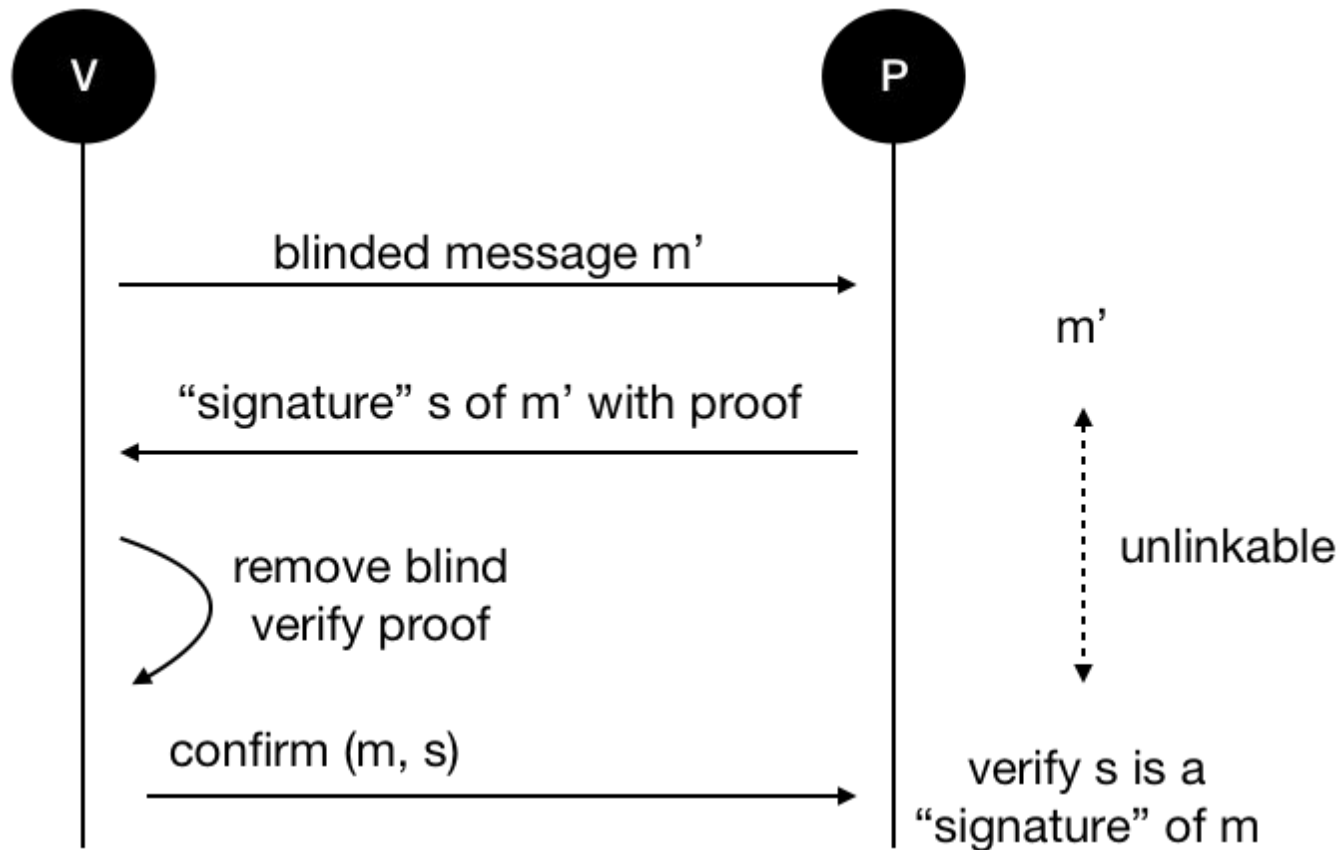 V
P
blinded message m’
m’
“signature” s of m’ with proof
unlinkable
remove blind
verify proof
confirm (m, s)
verify s is a
“signature” of m